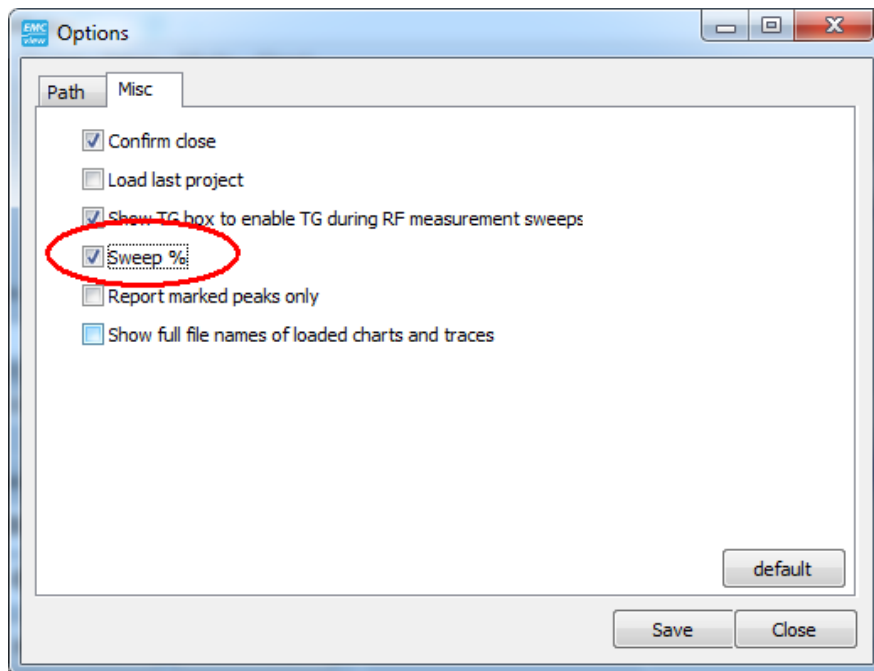 EMC
view
Options
Path
Misc
Confirm close
Load last project
Show TG box to enable TG during RF measurement sweeps
Sweep %
Report marked peaks only
Show full file names of loaded charts and traces
default
Save
Close